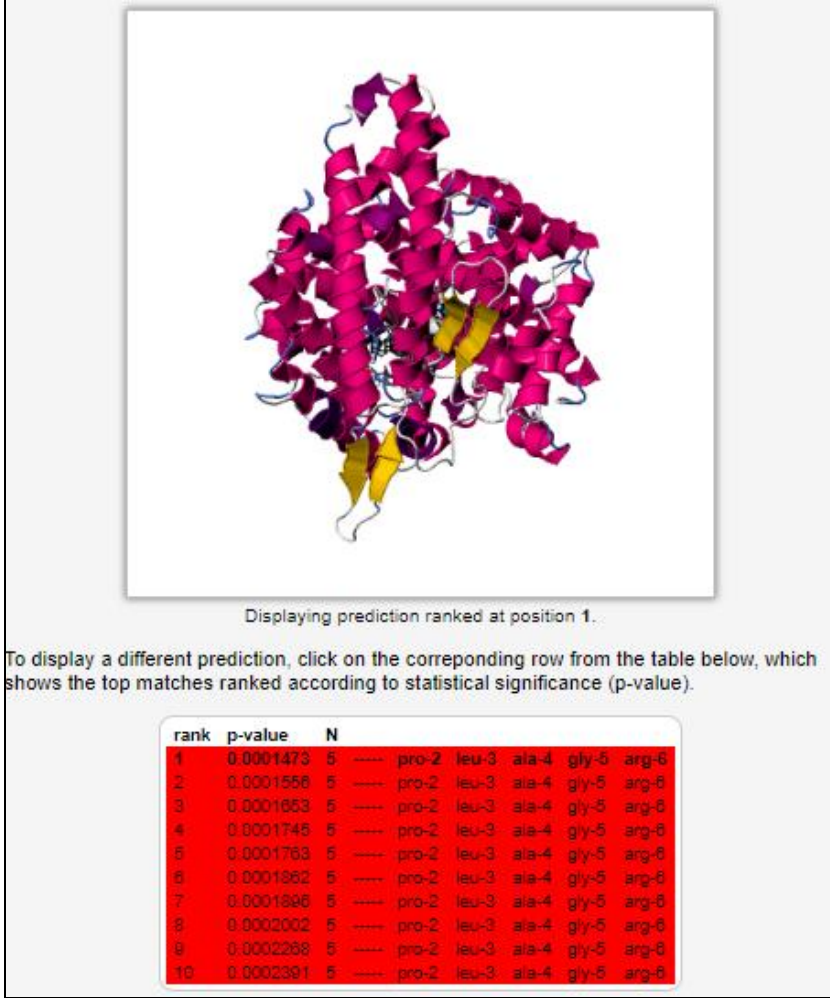 Displaying prediction ranked at position 1.
To display a different prediction, click on the correponding row from the table below, which
shows the top matches ranked according to statistical significance (p-value).
rank p-value N
1 0.0001473 5 ----- pro-2 leu-3 ala-4 gly-5 arg-6
2 0.0001556 5 ----- pro-2 leu-3 ala-4 gly-5 arg-6
3 0.0001653 5 ----- pro-2 leu-3 ala-4 gly-5 arg-6
4 0.0001745 5 ----- pro-2 leu-3 ala-4 gly-5 arg-6
5 0.0001763 5 ----- pro-2 leu-3 ala-4 gly-5 arg-6
6 0.0001862 5 ----- pro-2 leu-3 ala-4 gly-5 arg-6
7 0.0001896 5 ----- pro-2 leu-3 ala-4 gly-5 arg-6
8 0.0002002 5 ----- pro-2 leu-3 ala-4 gly-5 arg-6
9 0.0002268 5 ----- pro-2 leu-3 ala-4 gly-5 arg-6
10 0.0002391 5 ----- pro-2 leu-3 ala-4 gly-5 arg-6